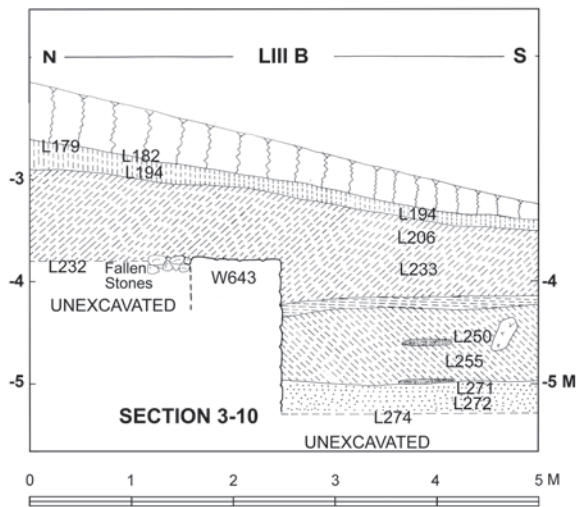 N LIII B S
L179
L182
-3
L194
L194
L206
L232 Fallen
Stones
L233
W643
-4
UNEXCAVATED
L250
L255
-5
L271
-5 M
L272
SECTION 3-10
L274
UNEXCAVATED
0 1 2 3 4 5 M